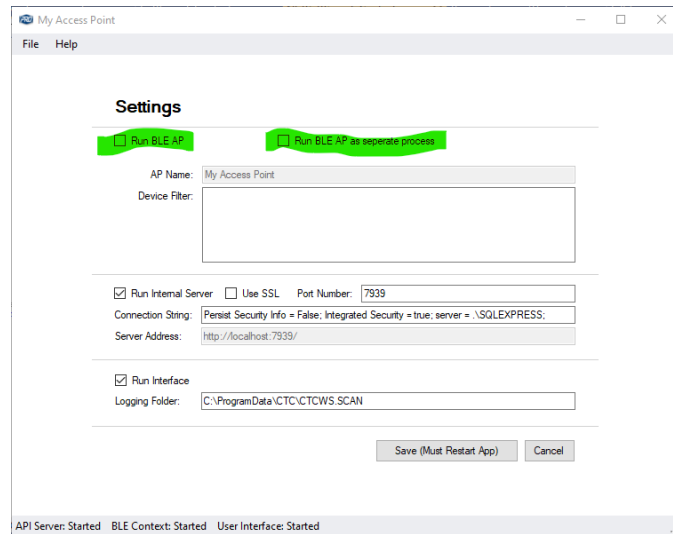 My Access Point
File Help
Settings
Run BLE AP Run BLE AP as seperate process
AP Name: My Access Point
Device Filter:
Run Internal Server Use SSL Port Number: 7939
Connection String: Persist Security Info = False; Integrated Security = true; server = .\SQLEXPRESS;
Server Address: http://localhost:7939/
Run Interface
Logging Folder: C:\ProgramData\CTC\CTCWS.SCAN
Save (Must Restart App) Cancel
API Server: Started BLE Context: Started User Interface: Started